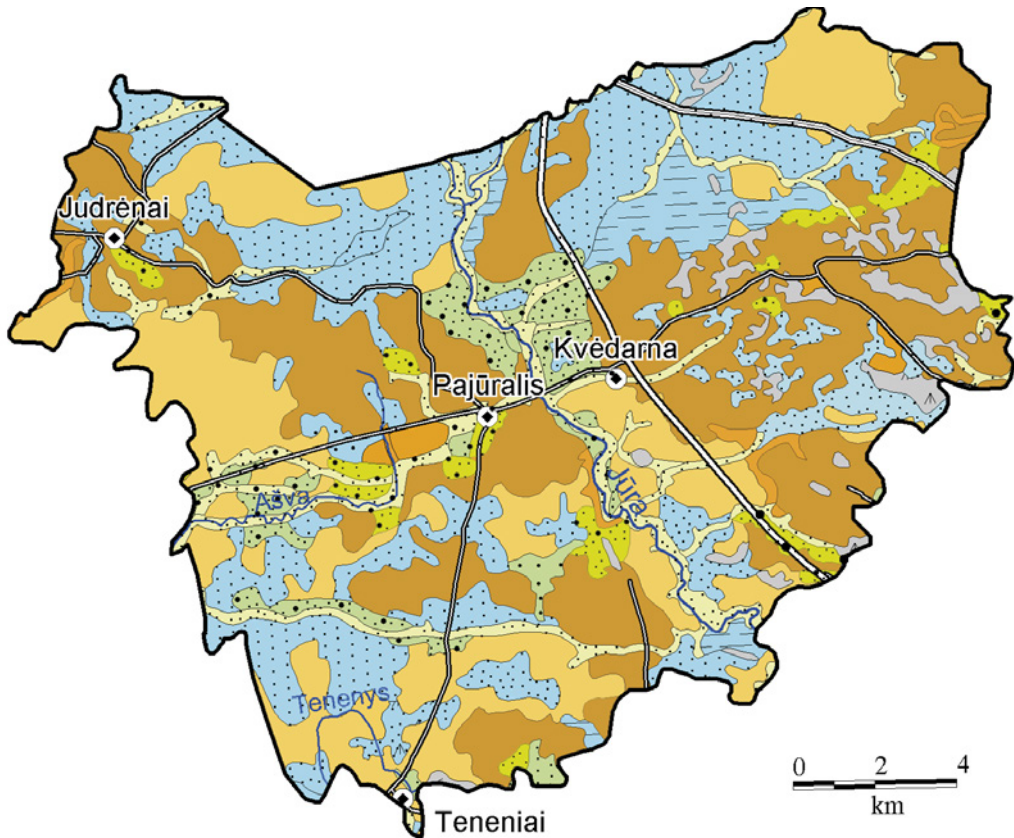 Judrėnai
Kvėdarna
Pajūralis
Jūra
Ašva
Tenenys
0 2 4
km
Teneniai